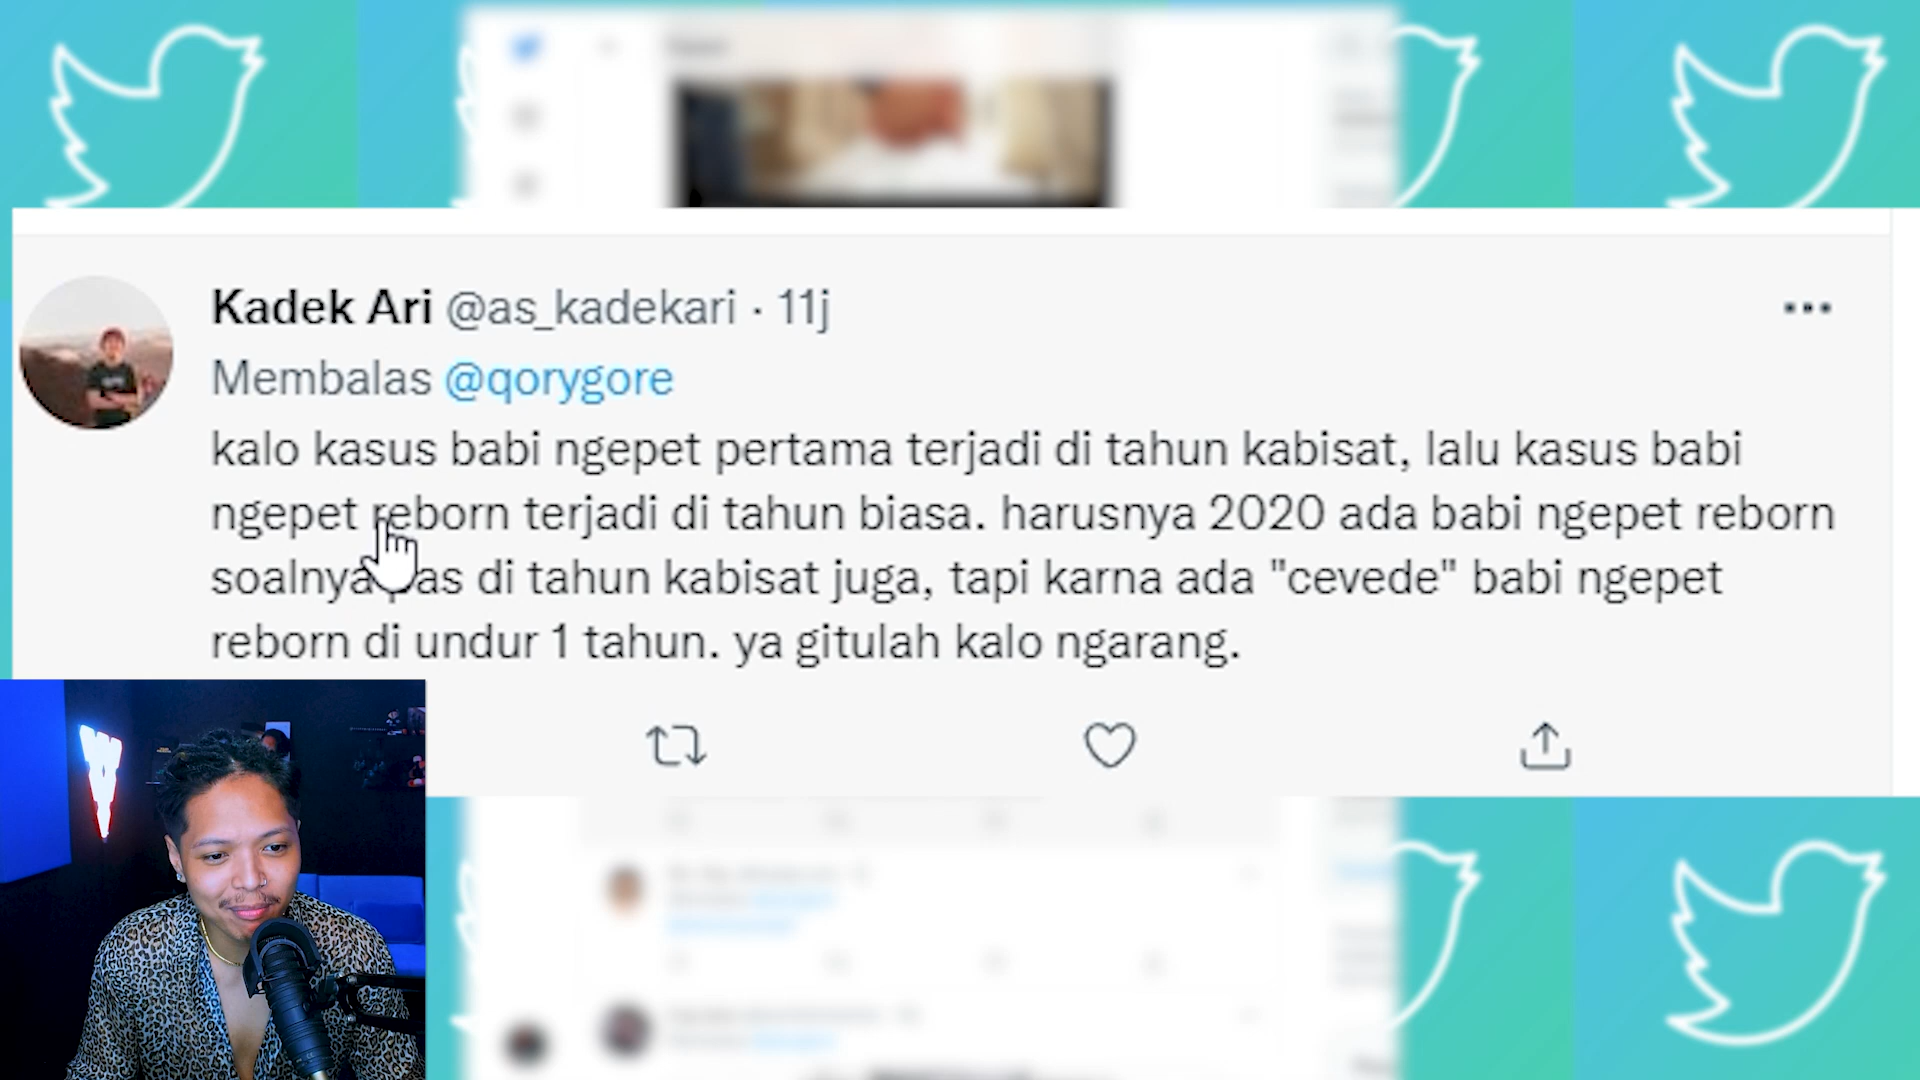 Kadek Ari @as_kadekari · 11j
Membalas @qorygore
kalo kasus babi ngepet pertama terjadi di tahun kabisat, lalu kasus babi
ngepet reborn terjadi di tahun biasa. harusnya 2020 ada babi ngepet reborn
soalnya pas di tahun kabisat juga, tapi karna ada "cevede" babi ngepet
reborn di undur 1 tahun. ya gitulah kalo ngarang.